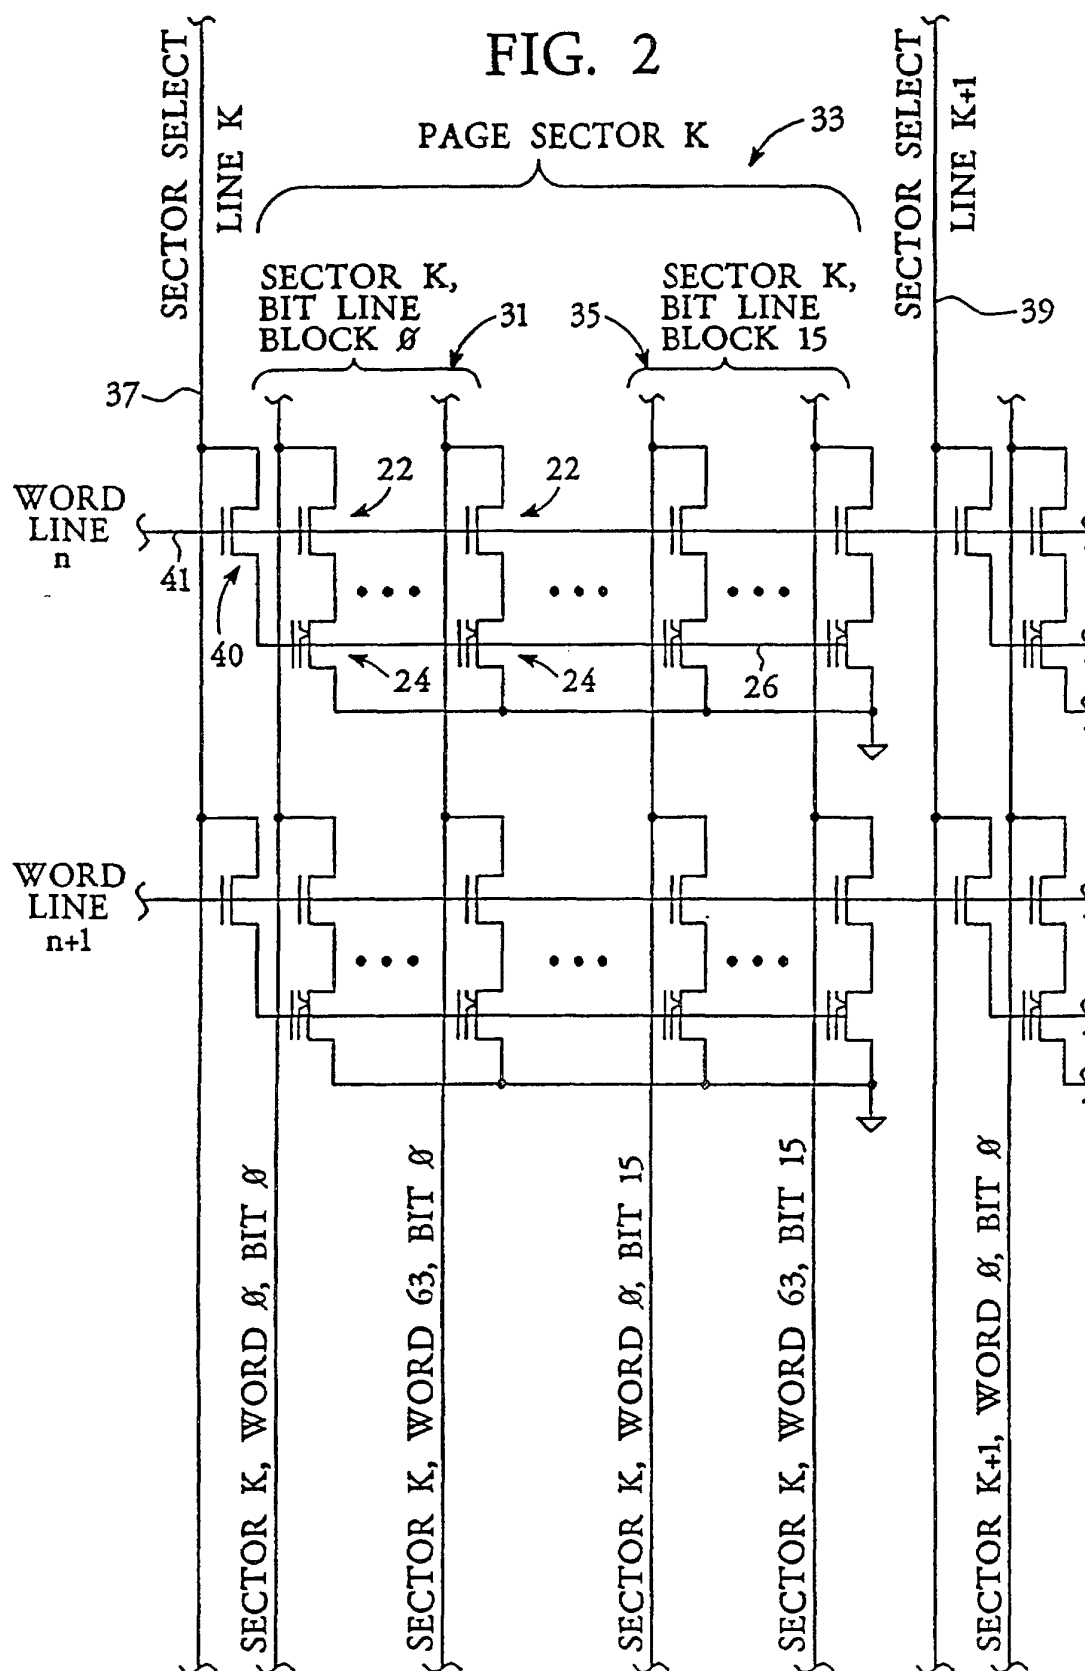 FIG. 2
SECTOR SELECT
LINE K
PAGE SECTOR K
33
SECTOR SELECT
LINE K+1
SECTOR K,
BIT LINE
BLOCK Ø
31
35
SECTOR K,
BIT LINE
BLOCK 15
39
37
WORD
LINE
n
41
22
22
40
24
24
26
WORD
LINE
n+1
SECTOR K, WORD Ø, BIT Ø
SECTOR K, WORD 63, BIT Ø
SECTOR K, WORD Ø, BIT 15
SECTOR K, WORD 63, BIT 15
SECTOR K+1, WORD Ø, BIT Ø